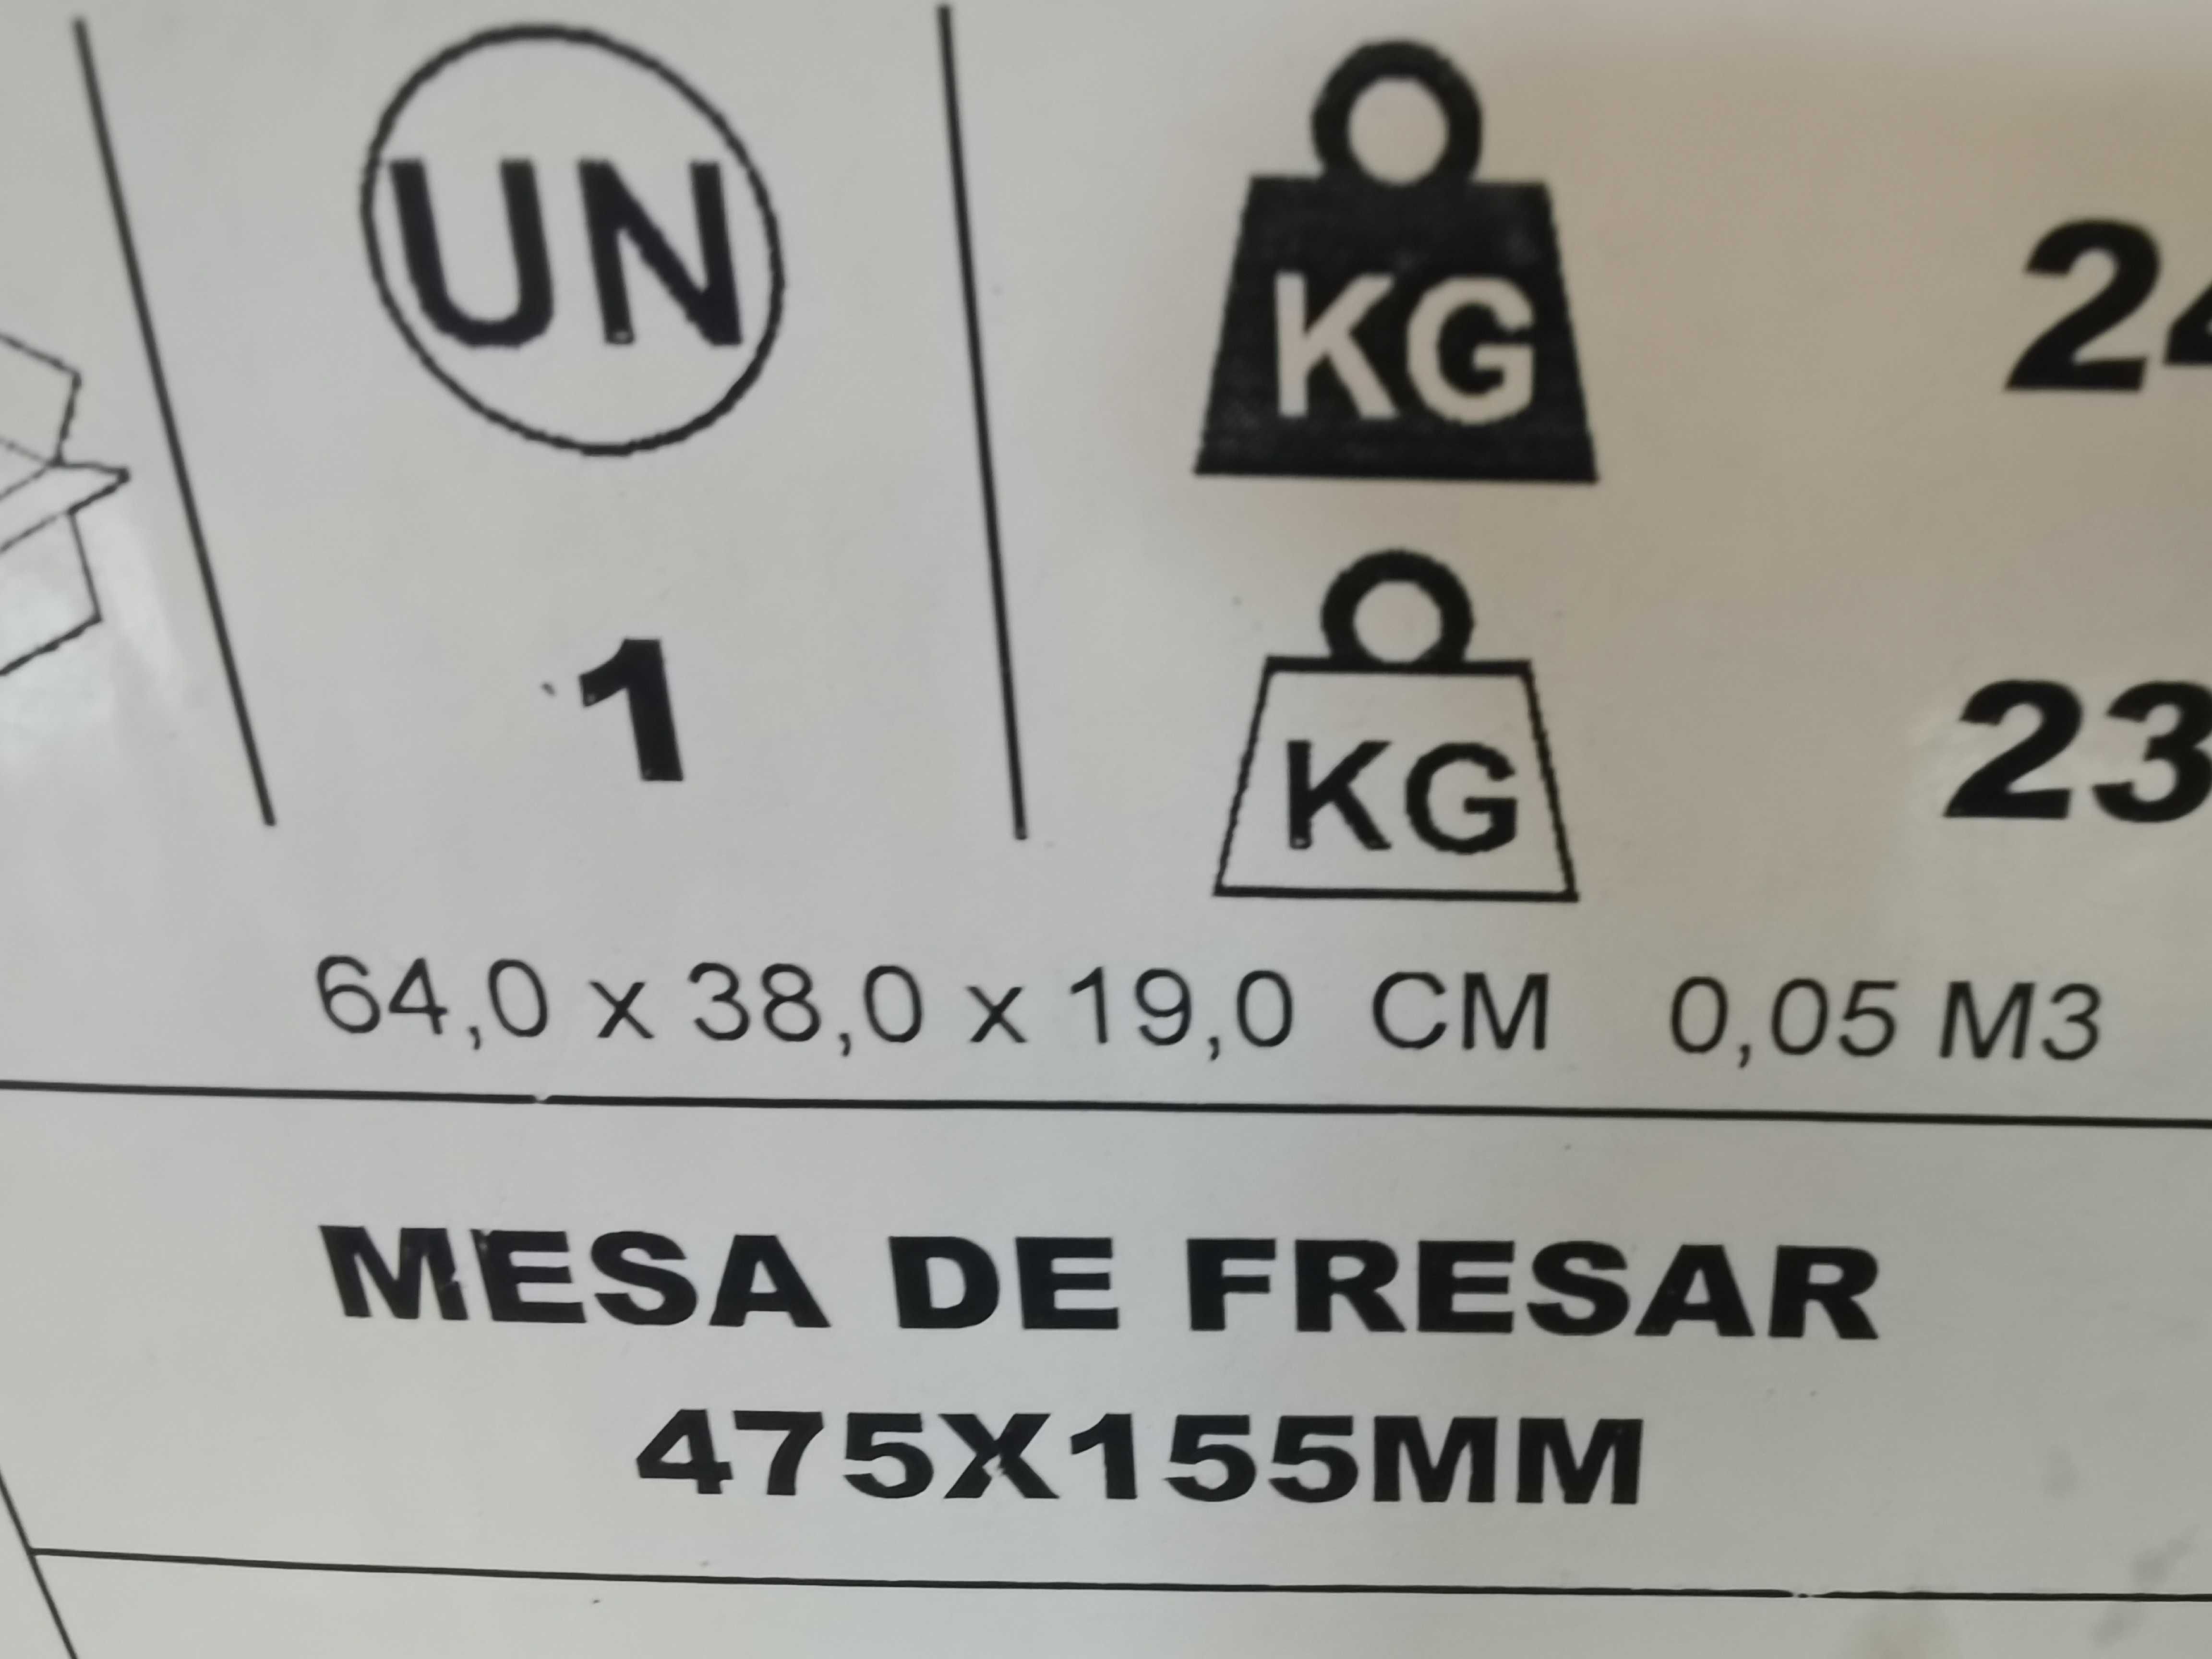 UN
KG
1
KG
23
64,0 x 38,0 x 19,0 CM 0,05 M3
MESA DE FRESAR
475X155MM